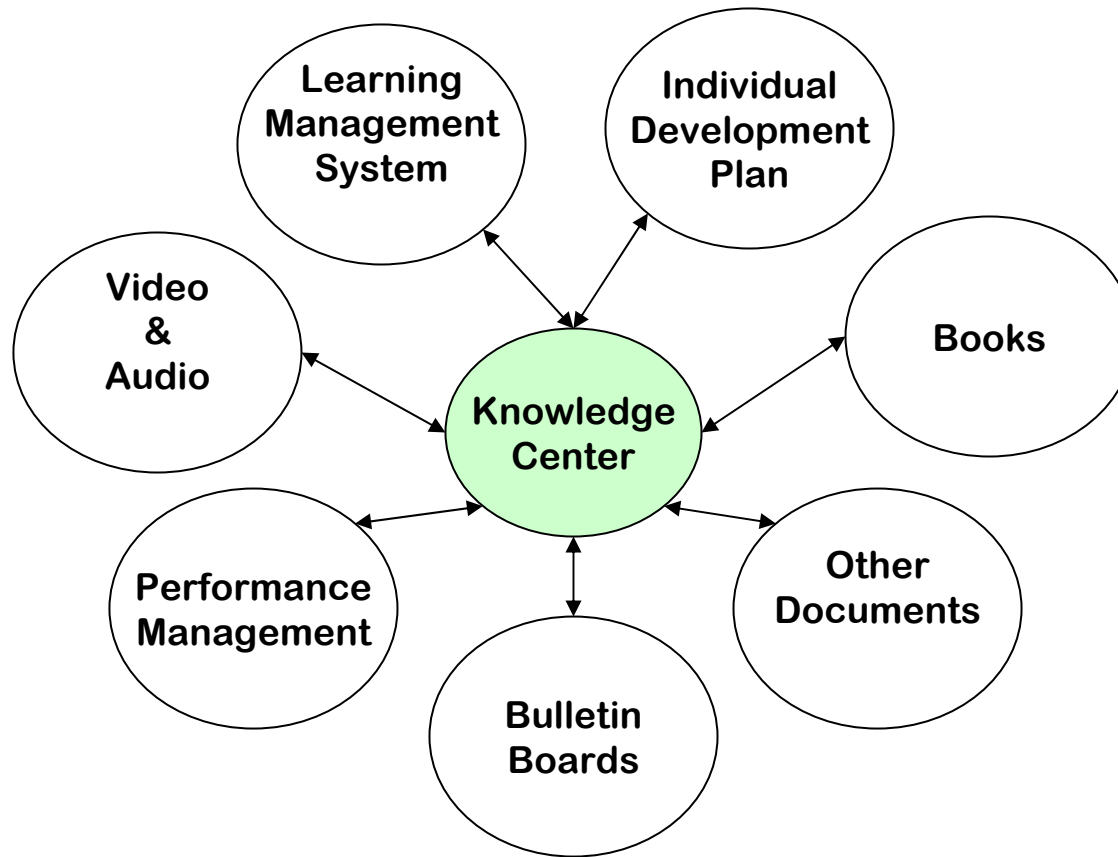 Learning
Management
System
Individual
Development
Plan
Video
&
Audio
Books
Knowledge
Center
Performance
Management
Other
Documents
Bulletin
Boards